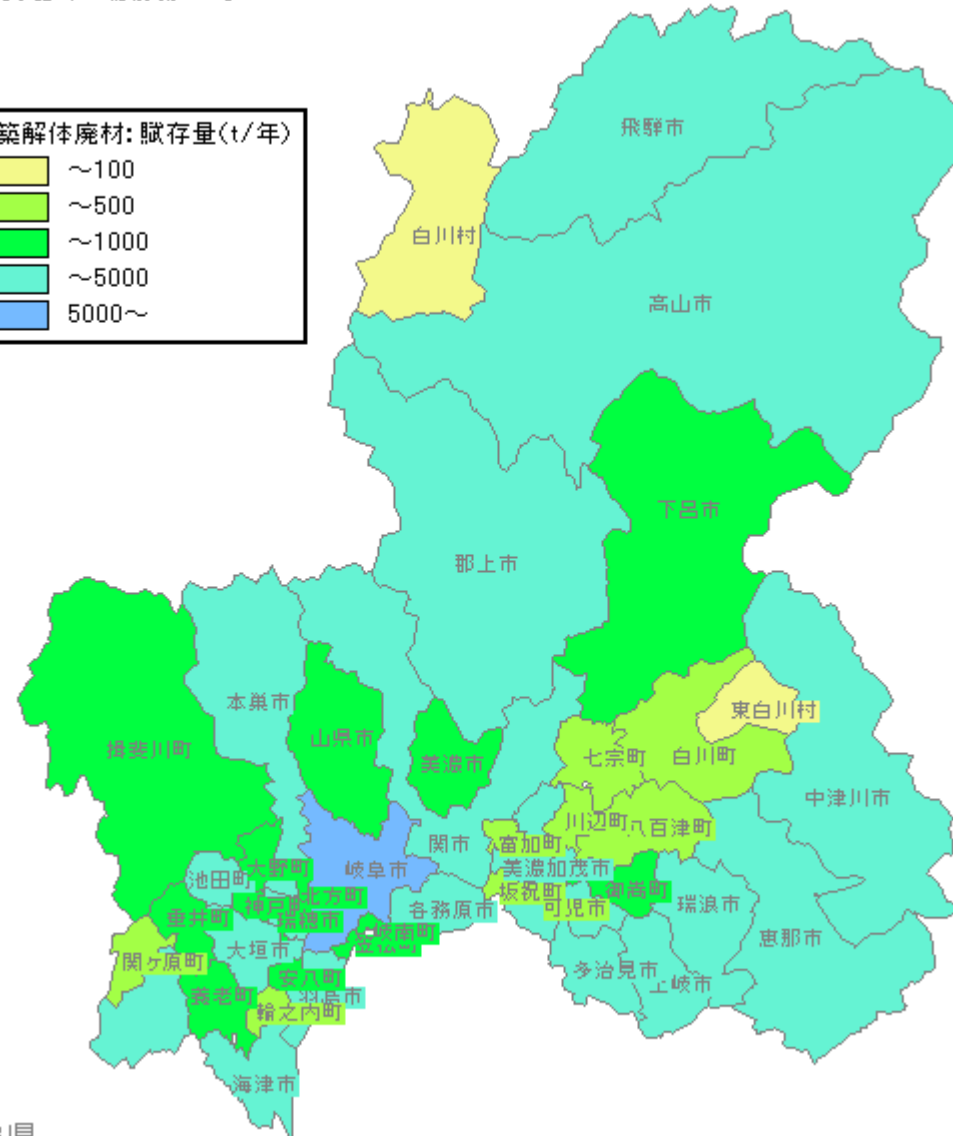 築解体廃材:賦存量(t/年)
～100
～500
～1000
～5000
5000～
飛騨市
白川村
高山市
下呂市
郡上市
本巣市
山県市
揖斐川町
美濃市
東白川村
七宗町
白川町
中津川市
川辺町
八百津町
富加町
関市
岐阜市
大野町
池田町
美濃加茂市
坂祝町
御嵩町
北方町
神戸町
瑞穂市
可児市
瑞浪市
各務原市
垂井町
岐南町
笠松町
大垣市
恵那市
関ヶ原町
多治見市
土岐市
安八町
養老町
羽島市
輪之内町
海津市